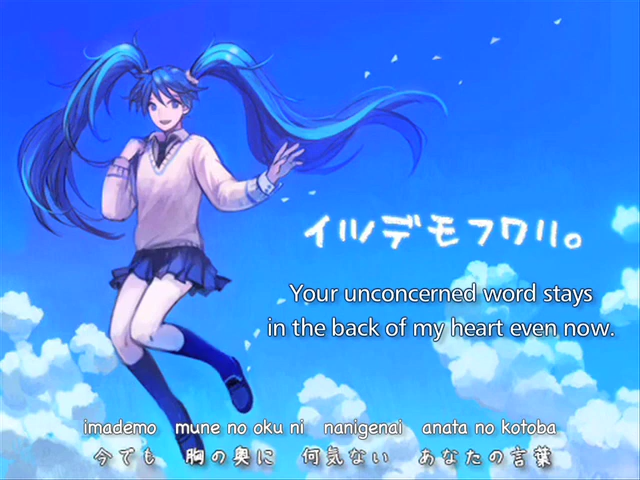 イツデモフワリ。
Your unconcerned word stays
in the back of my heart even now.
imademo mune no oku ni nanigenai anata no kotoba
今でも 胸の奥に 何気ない あなたの言葉